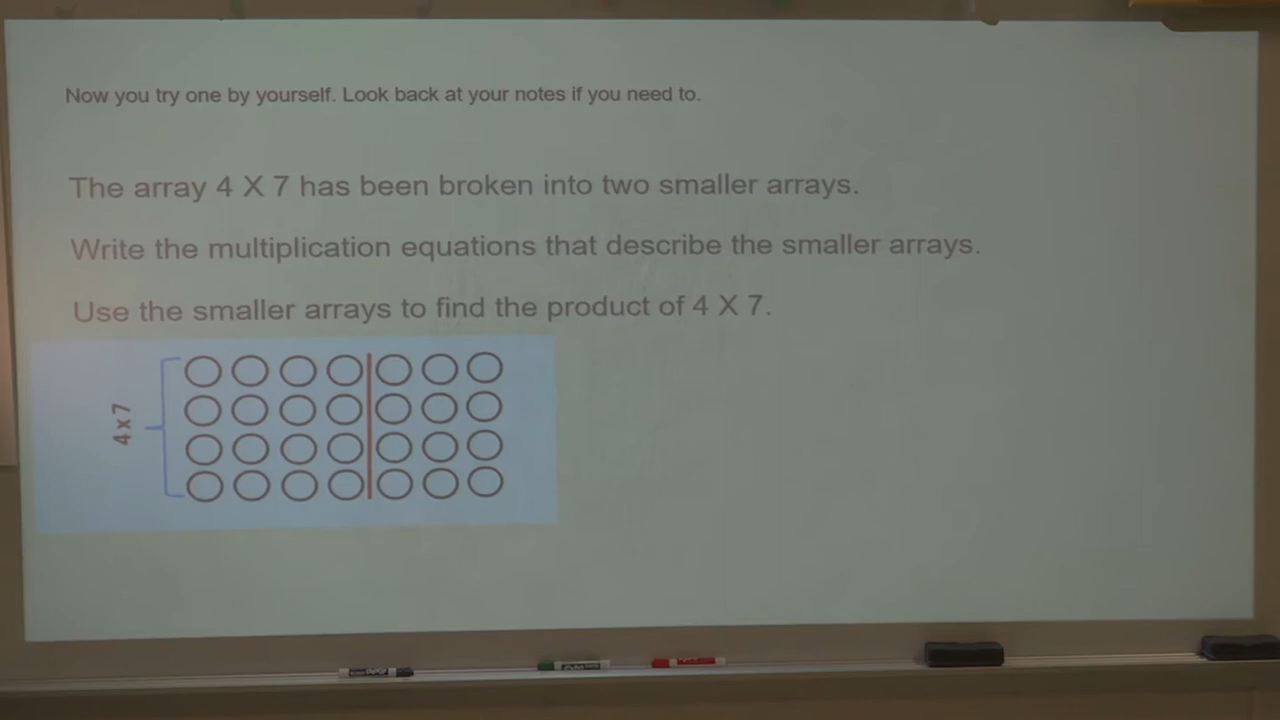 Now you try one by yourself. Look back at your notes if you need to.
The array 4 X 7 has been broken into two smaller arrays.
Write the multiplication equations that describe the smaller arrays.
Use the smaller arrays to find the product of 4 X 7.
4 x 7